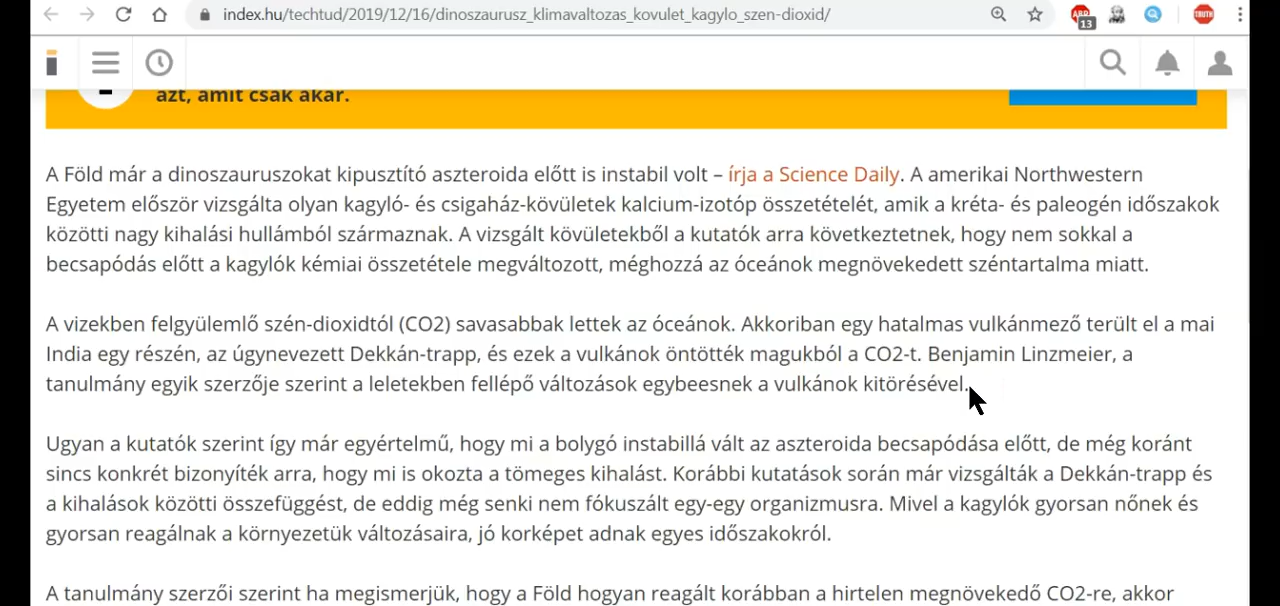 index.hu/techtud/2019/12/16/dinoszaurusz_klimavaltozas_kovulet_kagylo_szen-dioxid/
ABP
13
TRUTH
azt, amit csak akar.
A Föld már a dinoszauruszokat kipusztító aszteroida előtt is instabil volt – írja a Science Daily. A amerikai Northwestern
Egyetem először vizsgálta olyan kagyló- és csigaház-kövületek kalcium-izotóp összetételét, amik a kréta- és paleogén időszakok
közötti nagy kihalási hullámból származnak. A vizsgált kövületekből a kutatók arra következtetnek, hogy nem sokkal a
becsapódás előtt a kagylók kémiai összetétele megváltozott, méghozzá az óceánok megnövekedett széntartalma miatt.
A vizekben felgyülemlő szén-dioxidtól (CO2) savasabbak lettek az óceánok. Akkoriban egy hatalmas vulkánmező terült el a mai
India egy részén, az úgynevezett Dekkán-trapp, és ezek a vulkánok öntötték magukból a CO2-t. Benjamin Linzmeier, a
tanulmány egyik szerzője szerint a leletekben fellépő változások egybeesnek a vulkánok kitörésével.
Ugyan a kutatók szerint így már egyértelmű, hogy mi a bolygó instabillá vált az aszteroida becsapódása előtt, de még koránt
sincs konkrét bizonyíték arra, hogy mi is okozta a tömeges kihalást. Korábbi kutatások során már vizsgálták a Dekkán-trapp és
a kihalások közötti összefüggést, de eddig még senki nem fókuszált egy-egy organizmusra. Mivel a kagylók gyorsan nőnek és
gyorsan reagálnak a környezetük változásaira, jó korképet adnak egyes időszakokról.
A tanulmány szerzői szerint ha megismerjük, hogy a Föld hogyan reagált korábban a hirtelen megnövekedő CO2-re, akkor